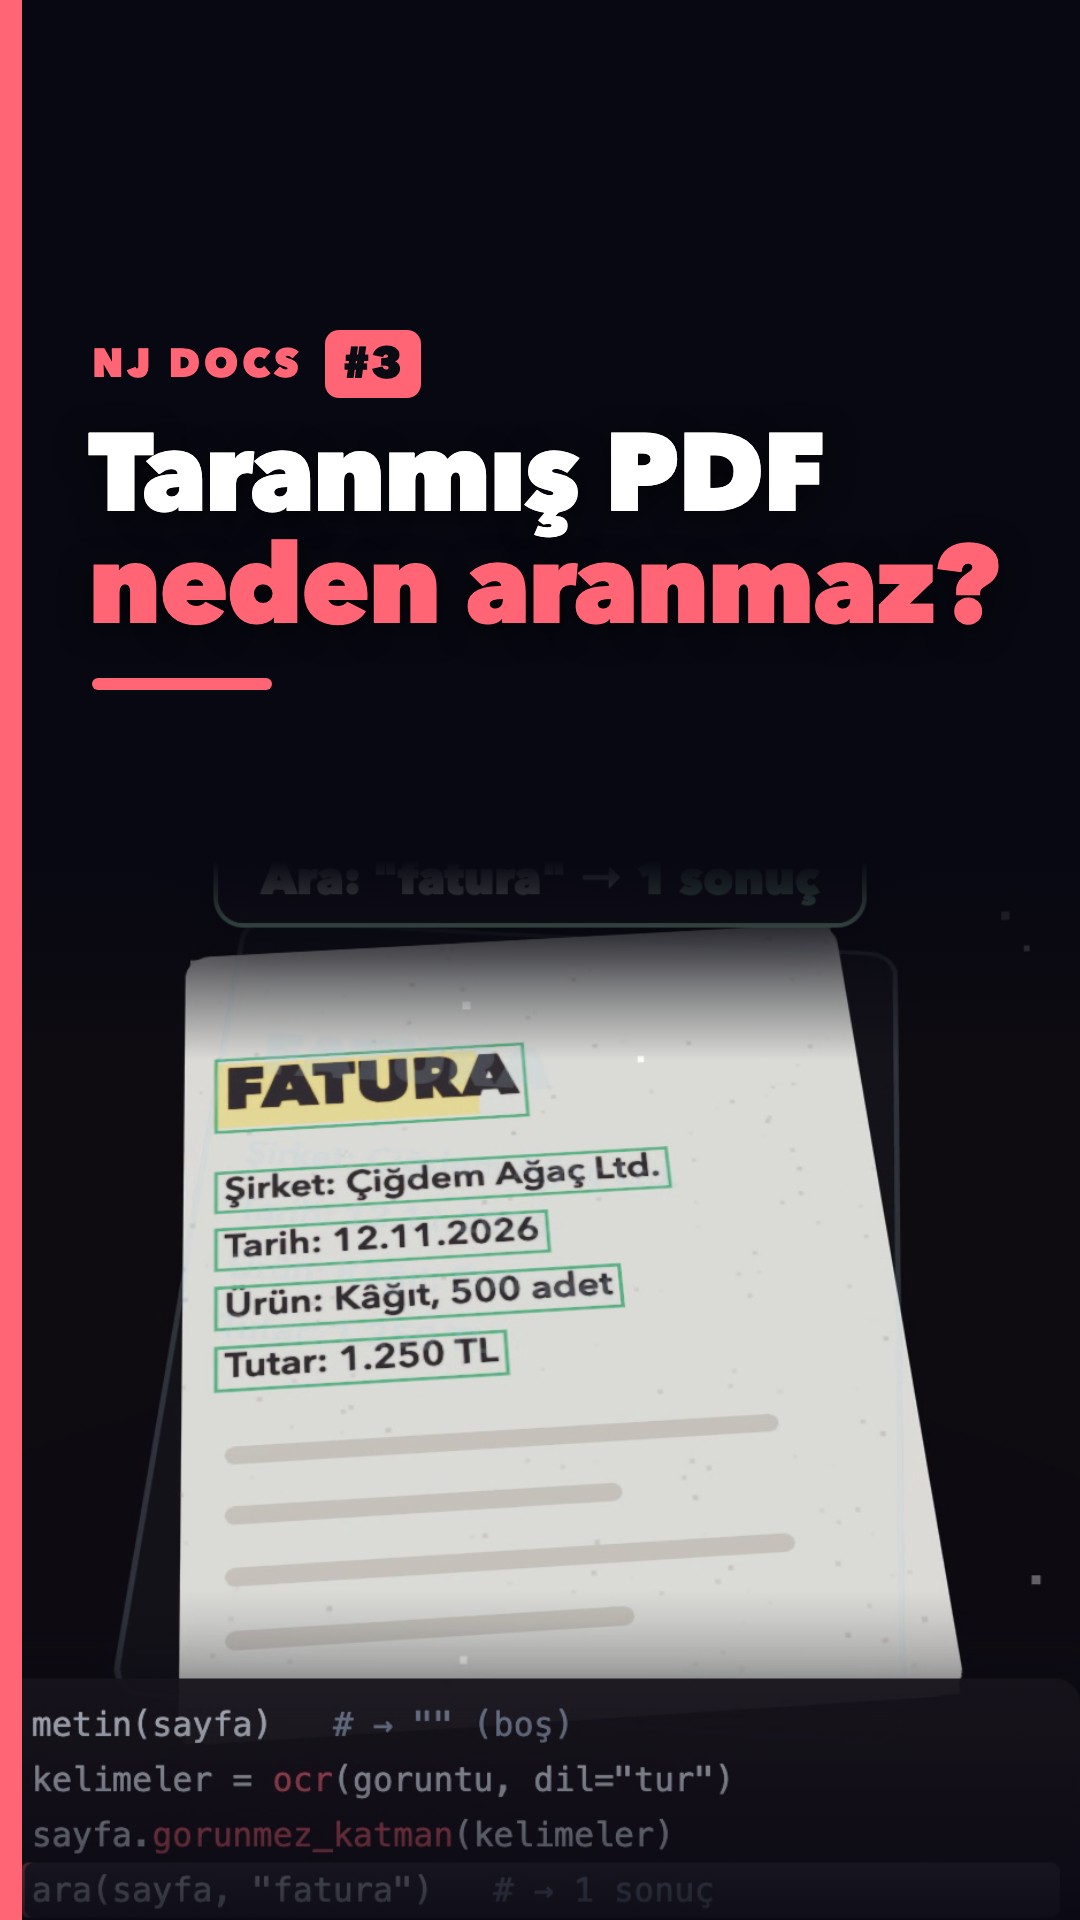 NJ DOCS #3
Taranmış PDF
neden aranmaz?
Ara: "fatura" → 1 sonuç
FATURA
Şirket: Çiğdem Ağaç Ltd.
Tarih: 12.11.2026
Ürün: Kâğıt, 500 adet
Tutar: 1.250 TL
metin(sayfa)   # → "" (boş)
kelimeler = ocr(goruntu, dil="tur")
sayfa.gorunmez_katman(kelimeler)
ara(sayfa, "fatura")   # → 1 sonuç